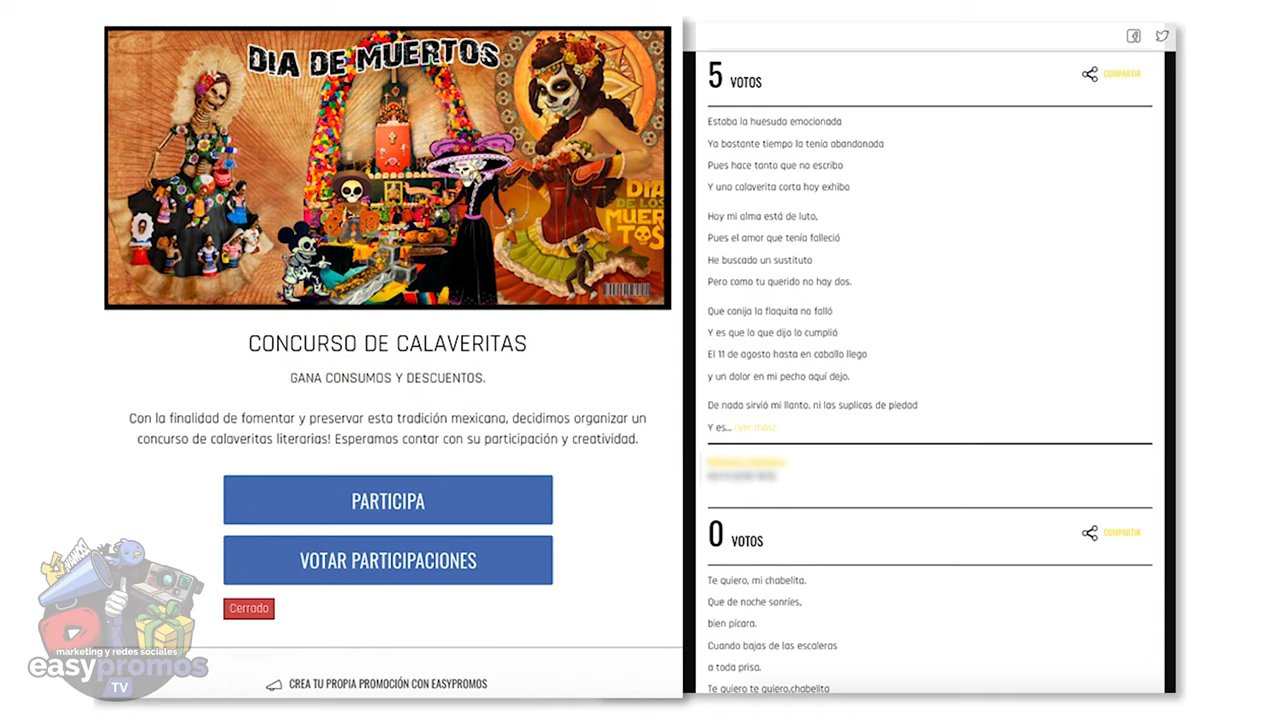 DIA DE MUERTOS
DIA
DE LOS
MUER
TOS
CONCURSO DE CALAVERITAS
GANA CONSUMOS Y DESCUENTOS.
Con la finalidad de fomentar y preservar esta tradición mexicana, decidimos organizar un
concurso de calaveritas literarias! Esperamos contar con su participación y creatividad.
PARTICIPA
VOTAR PARTICIPACIONES
Cerrado
CREA TU PROPIA PROMOCIÓN CON EASYPROMOS
marketing y redes sociales
easypromos
TV
5 VOTOS
COMPARTIR
Estaba la huesuda emocionada
Ya bastante tiempo la tenía abandonada
Pues hace tanto que no escribo
Y una calaverita corta hoy exhibo
Hoy mi alma está de luto,
Pues el amor que tenía falleció
He buscado un sustituto
Pero como tu querido no hay dos.
Que canija la flaquita no falló
Y es que lo que dijo lo cumplió
El 11 de agosto hasta en caballo llego
y un dolor en mi pecho aquí dejo.
De nada sirvió mi llanto, ni las suplicas de piedad
Y es... (ver más)
0 VOTOS
COMPARTIR
Te quiero, mi chabelita.
Que de noche sonríes,
bien pícara.
Cuando bajas de las escaleras
a toda prisa.
Te quiero te quiero,chabelita